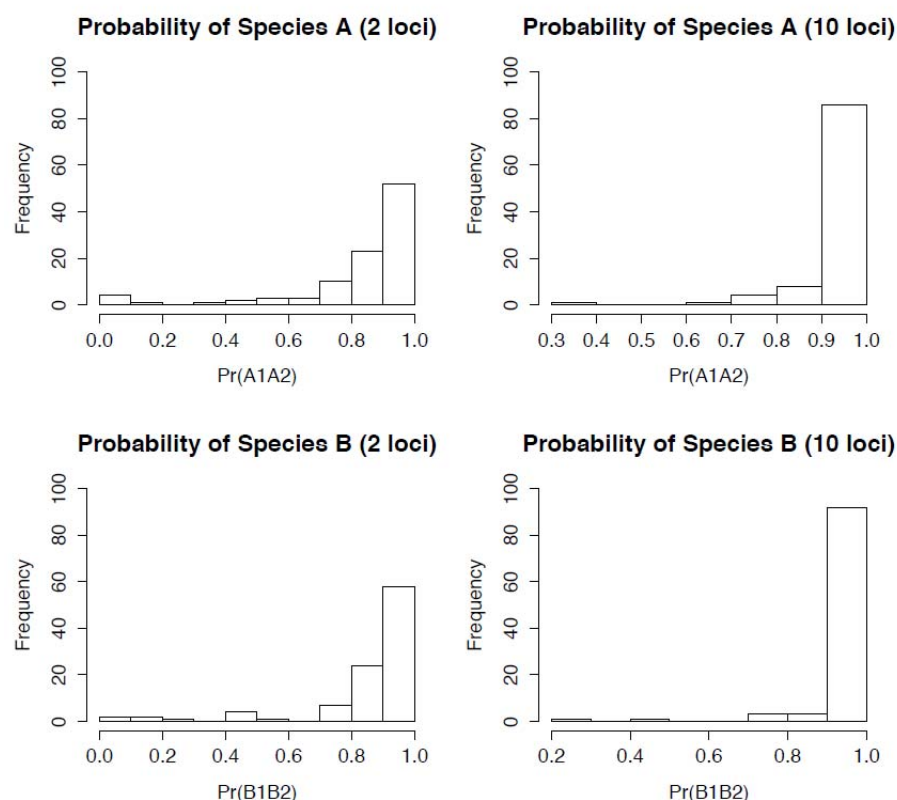 Probability of Species A (2 loci)
Frequency
0 20 40 60 80 100
0.0 0.2 0.4 0.6 0.8 1.0
Pr(A1A2)
Probability of Species A (10 loci)
Frequency
0 20 40 60 80 100
0.3 0.4 0.5 0.6 0.7 0.8 0.9 1.0
Pr(A1A2)
Probability of Species B (2 loci)
Frequency
0 20 40 60 80 100
0.0 0.2 0.4 0.6 0.8 1.0
Pr(B1B2)
Probability of Species B (10 loci)
Frequency
0 20 40 60 80 100
0.2 0.4 0.6 0.8 1.0
Pr(B1B2)